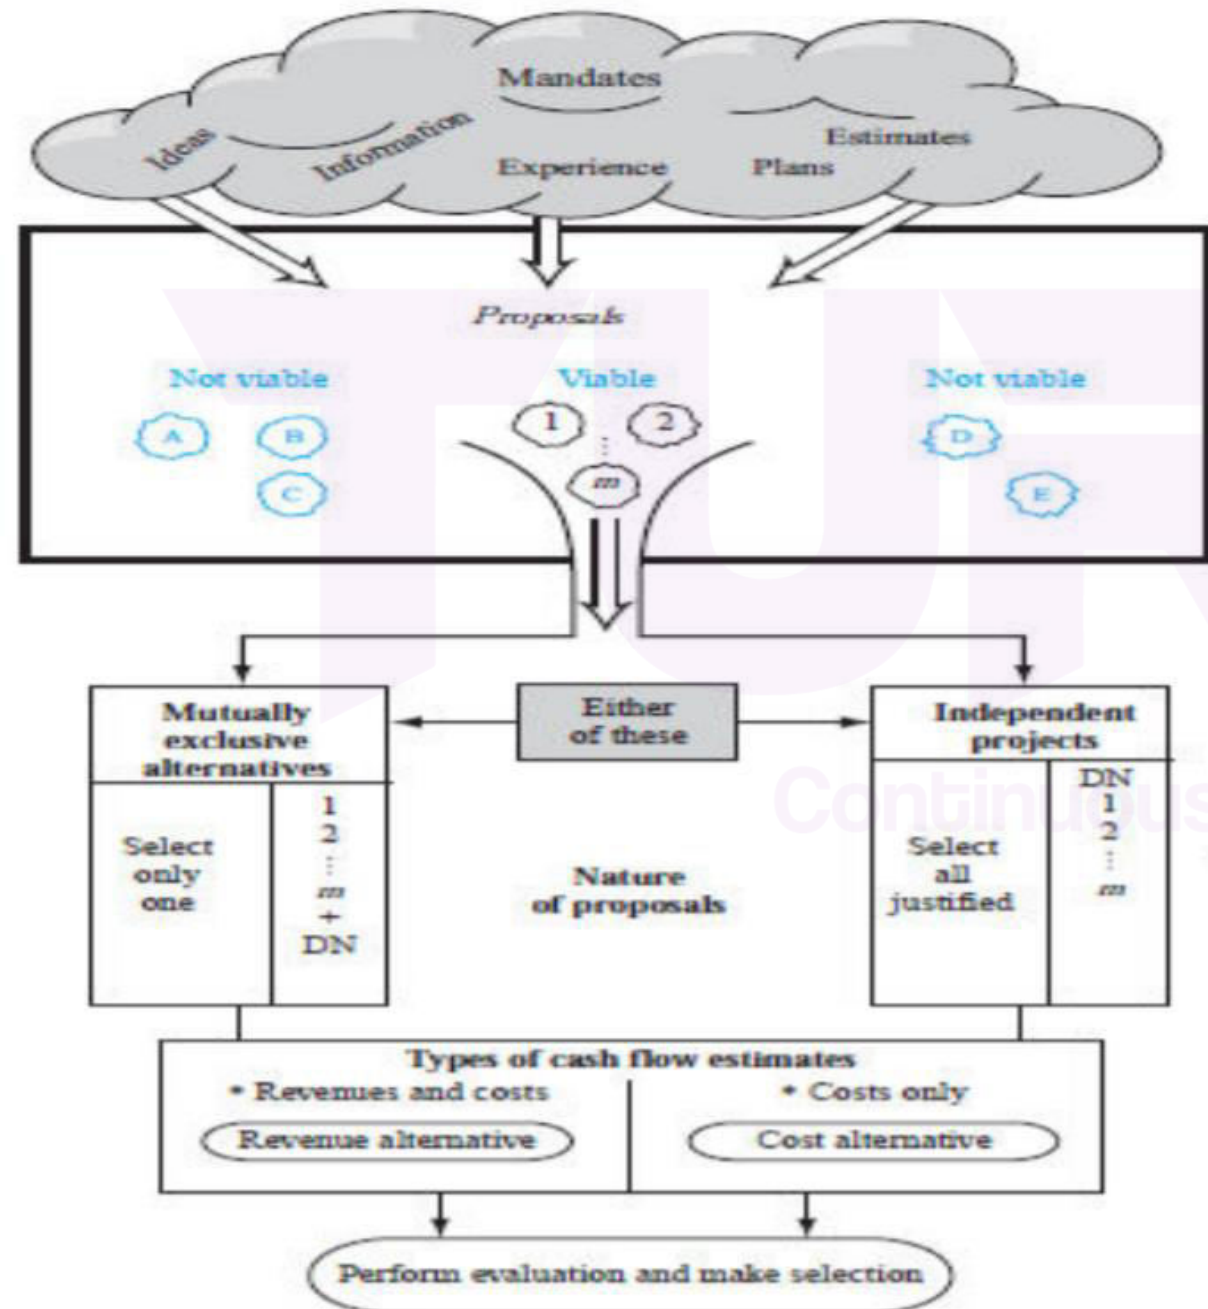 Mandates
Ideas
Information
Estimates
Experience
Plans
Proposals
Not viable
Viable
Not viable
A
B
1
2
D
C
⋮
m
E
Mutually
exclusive
alternatives
Either
of these
Independent
projects
Select
only
one
1
2
⋮
m
+
DN
Nature
of proposals
Select
all
justified
DN
1
2
⋮
m
Continuous
Types of cash flow estimates
* Revenues and costs
* Costs only
Revenue alternative
Cost alternative
Perform evaluation and make selection